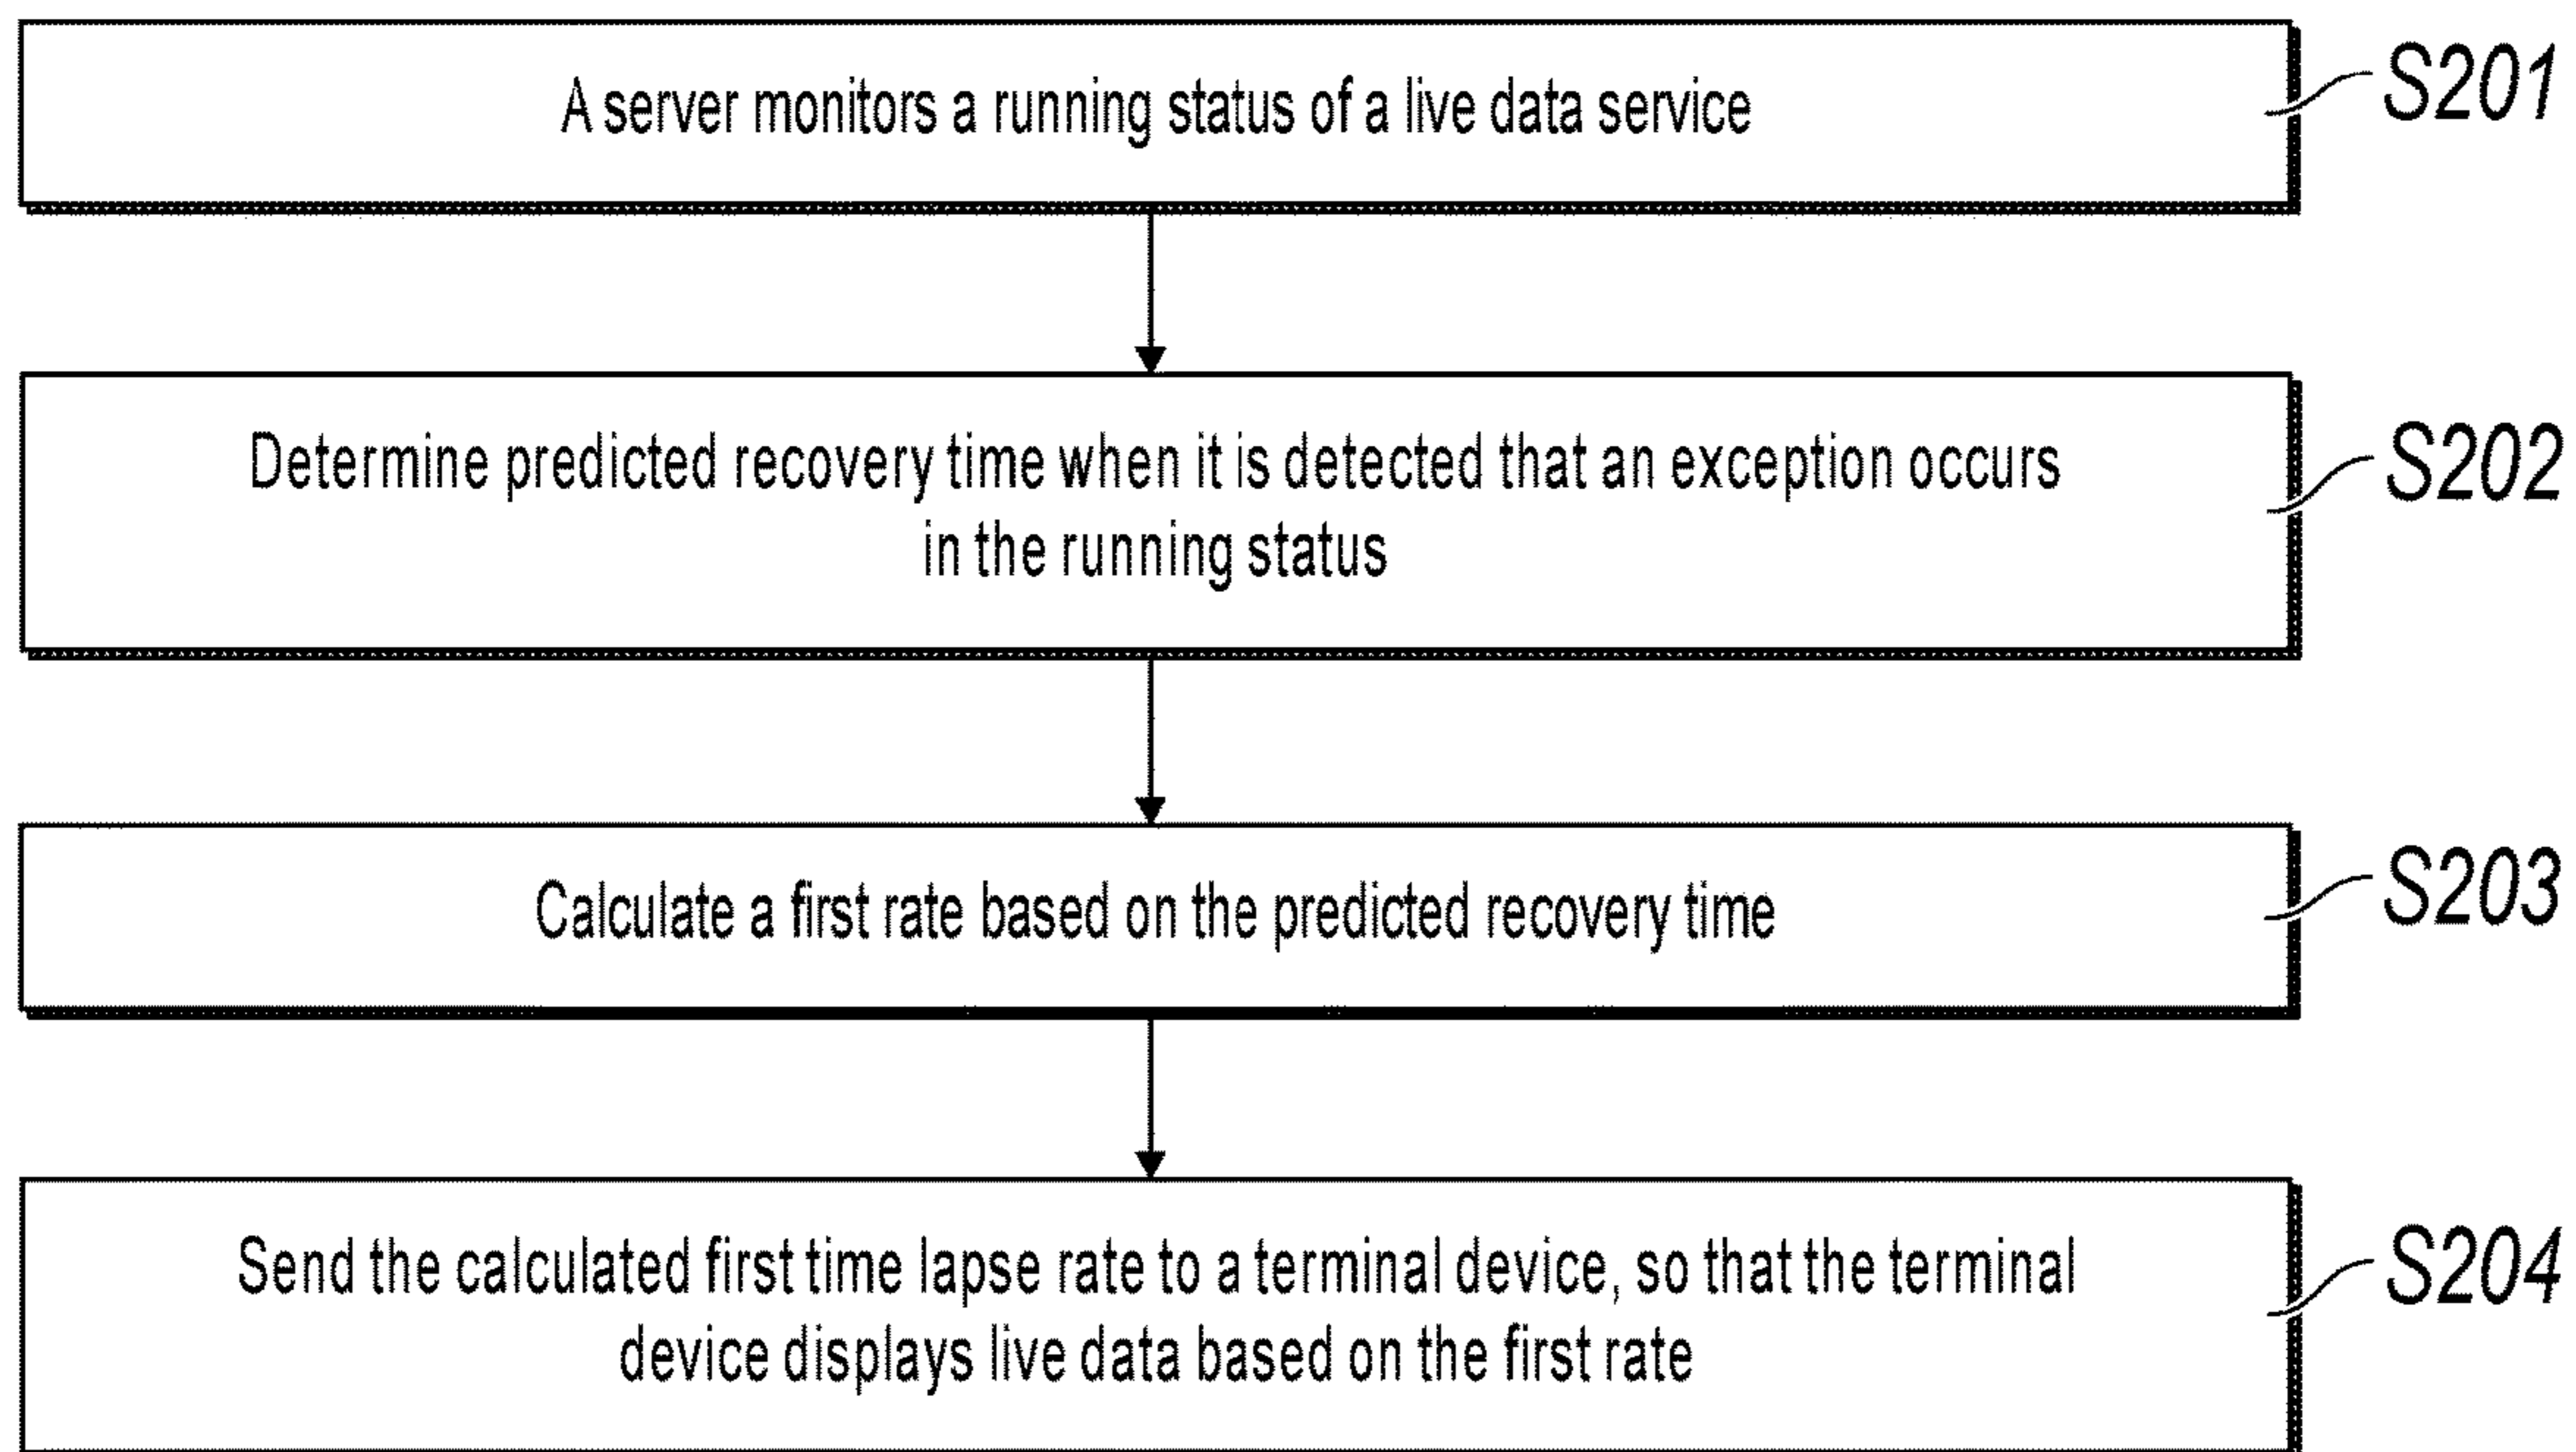 A server monitors a running status of a live data service
S201
Determine predicted recovery time when it is detected that an exception occurs
in the running status
S202
Calculate a first rate based on the predicted recovery time
S203
Send the calculated first time lapse rate to a terminal device, so that the terminal
device displays live data based on the first rate
S204